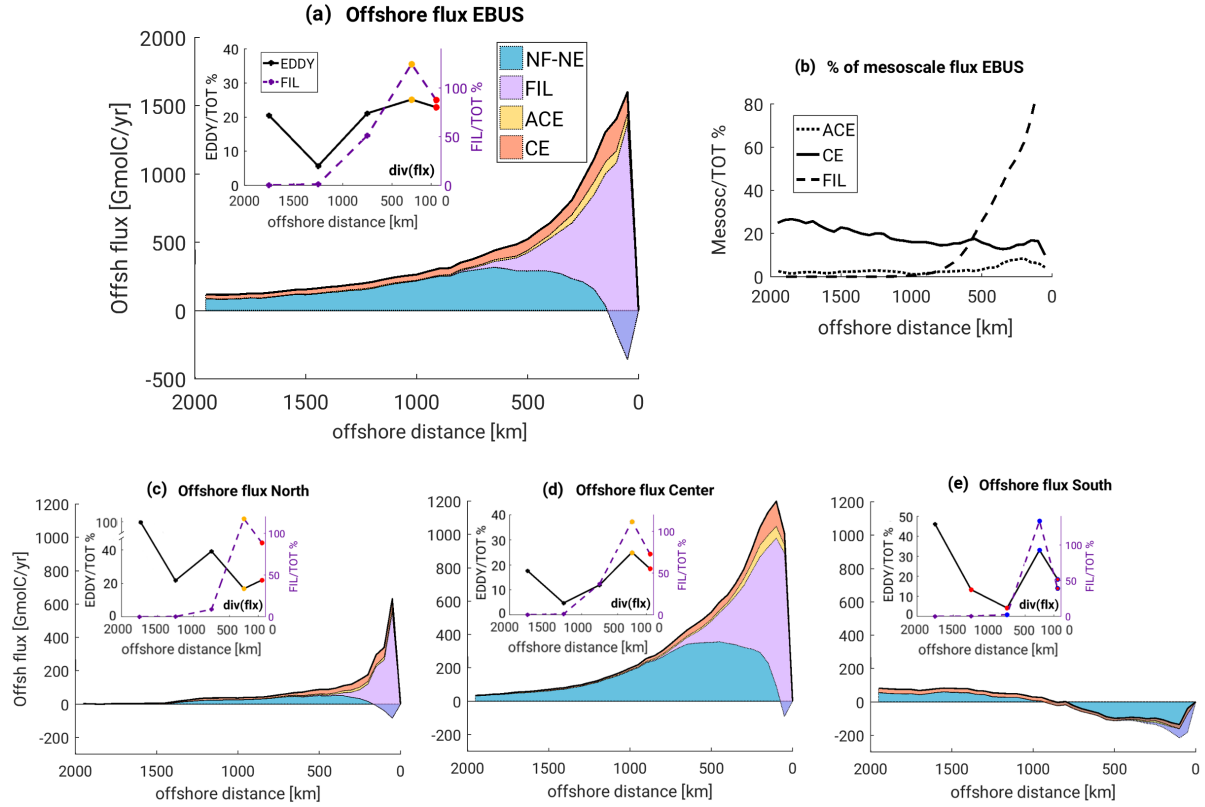 (a) Offshore flux EBUS
2000
1500
1000
500
0
-500
Offsh flux [GmolC/yr]
2000 1500 1000 500 0
offshore distance [km]
40
30
20
10
0
EDDY/TOT %
EDDY
FIL
100
50
0
FIL/TOT %
div(flx)
2000 1000 500 100 0
offshore distance [km]
NF-NE
FIL
ACE
CE
(b) % of mesoscale flux EBUS
80
60
40
20
0
Mesosc/TOT %
ACE
CE
FIL
2000 1500 1000 500 0
offshore distance [km]
(c) Offshore flux North
1200
1000
800
600
400
200
0
-200
Offsh flux [GmolC/yr]
100
40
20
0
EDDY/TOT %
100
50
0
FIL/TOT %
div(flx)
2000 1000 500 100 0
offshore distance [km]
2000 1500 1000 500 0
offshore distance [km]
(d) Offshore flux Center
1200
1000
800
600
400
200
0
-200
40
30
20
10
0
EDDY/TOT %
100
50
0
FIL/TOT %
div(flx)
2000 1000 500 100 0
offshore distance [km]
2000 1500 1000 500 0
offshore distance [km]
(e) Offshore flux South
1200
1000
800
600
400
200
0
-200
50
40
30
20
10
0
EDDY/TOT %
100
50
0
FIL/TOT %
div(flx)
2000 1000 500 100 0
offshore distance [km]
2000 1500 1000 500 0
offshore distance [km]